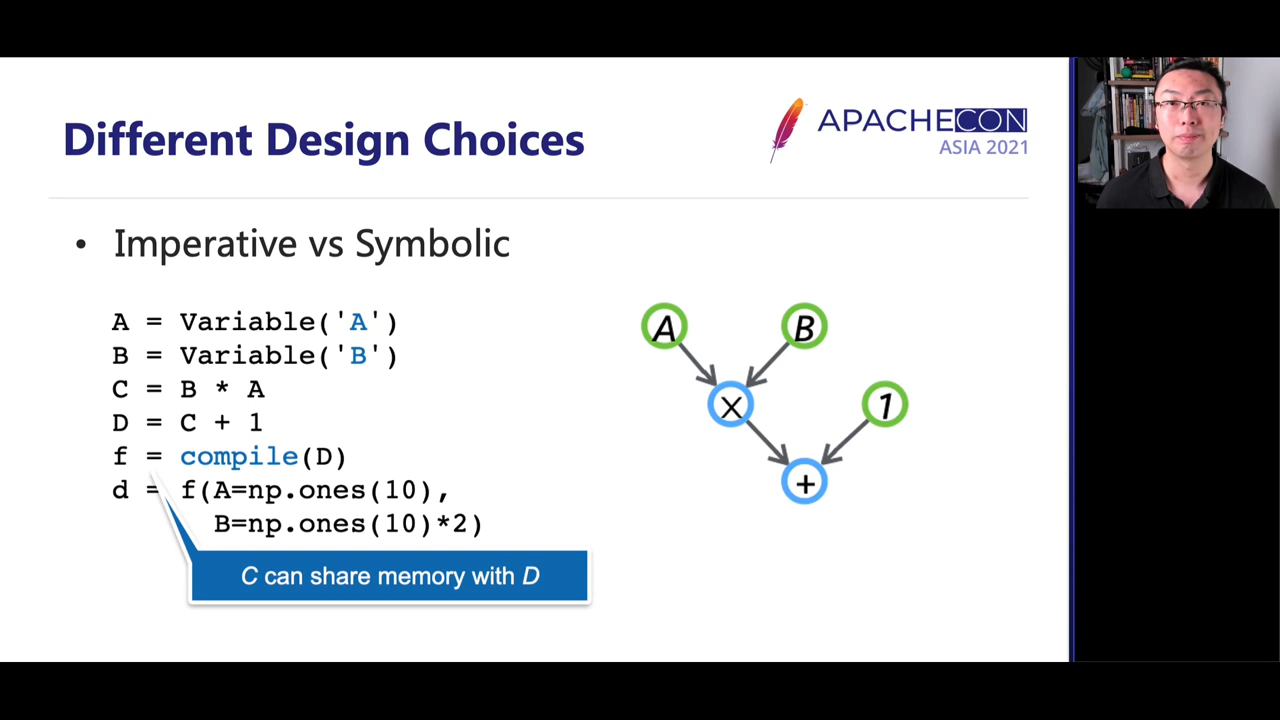 Different Design Choices
APACHECON
ASIA 2021
• Imperative vs Symbolic
A = Variable('A')
B = Variable('B')
C = B * A
D = C + 1
f = compile(D)
d = f(A=np.ones(10),
B=np.ones(10)*2)
C can share memory with D
A
B
X
1
+